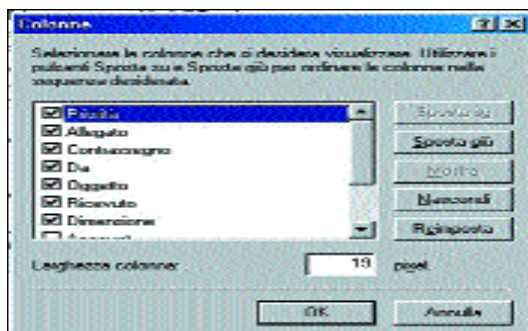 Colonne
Selezionare le colonne che si desidera visualizzare. Utilizzare i
pulsanti Sposta su e Sposta giù per ordinare le colonne nella
sequenza desiderata.
Priorità
Allegato
Contrassegno
Da
Oggetto
Ricevuto
Dimensione
Account
Sposta su
Sposta giù
Mostra
Nascondi
Reimposta
Larghezza colonna: 19 pixel.
OK Annulla